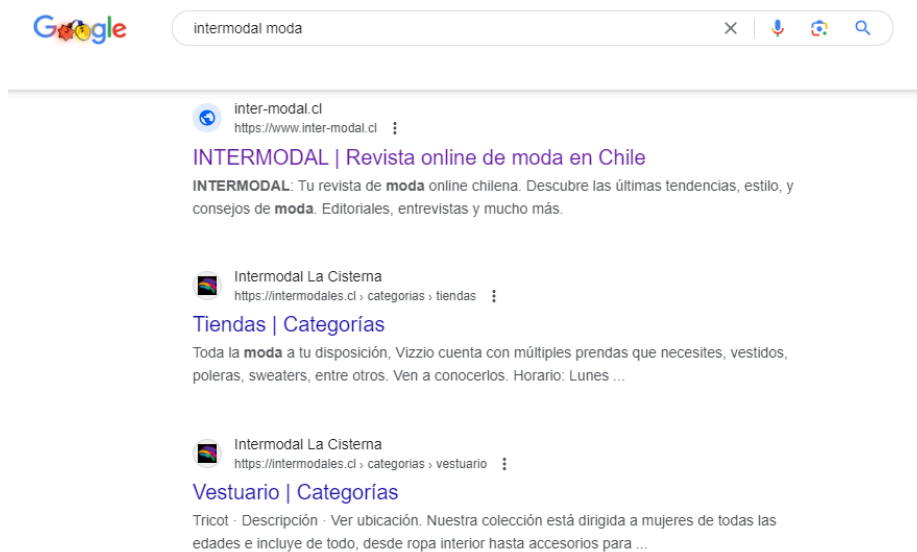 Google
intermodal moda
inter-modal.cl
https://www.inter-modal.cl
INTERMODAL | Revista online de moda en Chile
INTERMODAL: Tu revista de moda online chilena. Descubre las últimas tendencias, estilo, y
consejos de moda. Editoriales, entrevistas y mucho más.
Intermodal La Cisterna
https://intermodales.cl › categorias › tiendas
Tiendas | Categorías
Toda la moda a tu disposición, Vizzio cuenta con múltiples prendas que necesites, vestidos,
poleras, sweaters, entre otros. Ven a conocerlos. Horario: Lunes ...
Intermodal La Cisterna
https://intermodales.cl › categorias › vestuario
Vestuario | Categorías
Tricot · Descripción · Ver ubicación. Nuestra colección está dirigida a mujeres de todas las
edades e incluye de todo, desde ropa interior hasta accesorios para ...